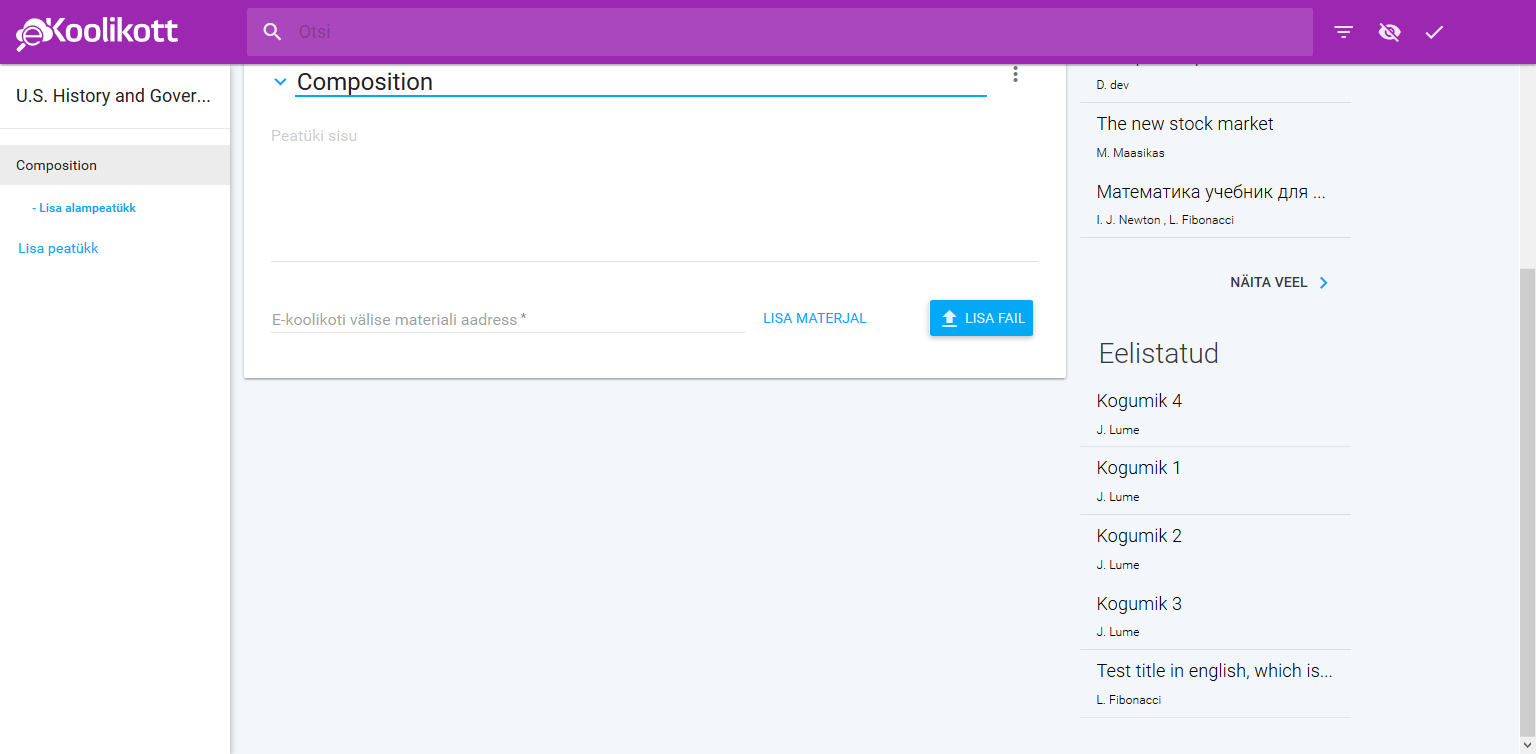 eKoolikott
Otsi
U.S. History and Gover...
Composition
- Lisa alampeatükk
Lisa peatükk
Composition
Peatüki sisu
E-koolikoti välise materiali aadress *
LISA MATERJAL
LISA FAIL
D. dev
The new stock market
M. Maasikas
Математика учебник для ...
I. J. Newton , L. Fibonacci
NÄITA VEEL
Eelistatud
Kogumik 4
J. Lume
Kogumik 1
J. Lume
Kogumik 2
J. Lume
Kogumik 3
J. Lume
Test title in english, which is...
L. Fibonacci